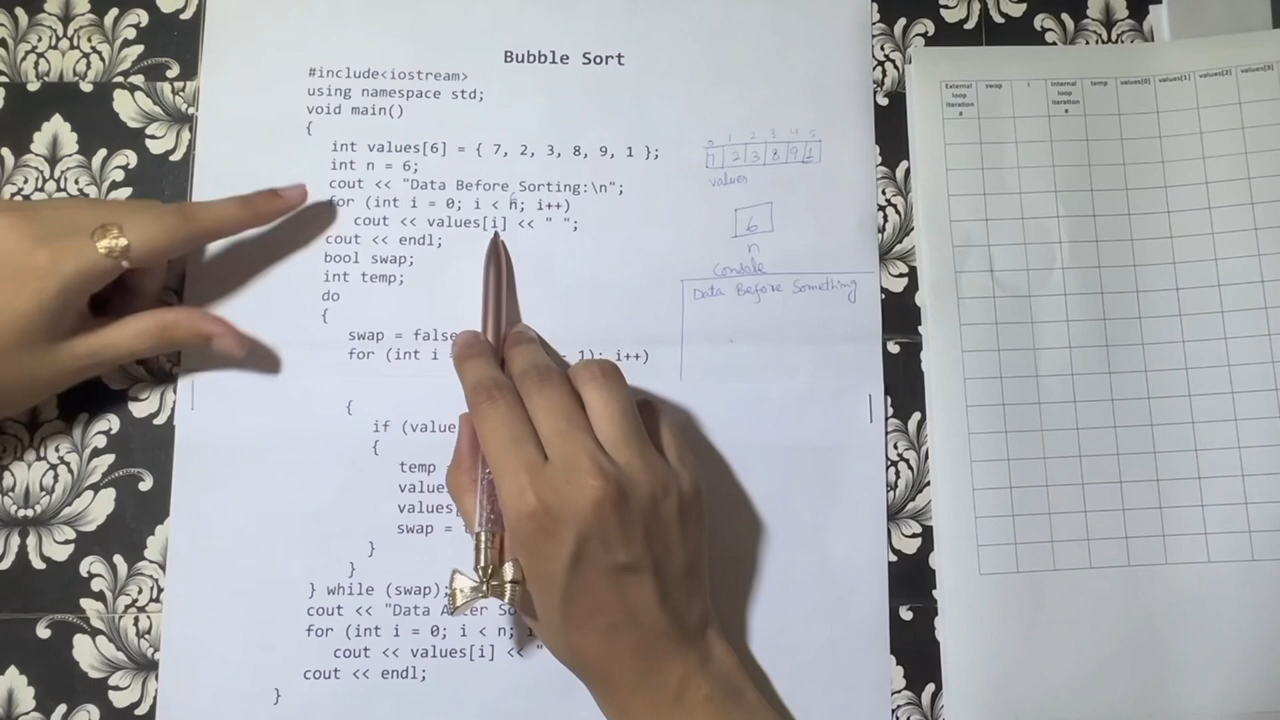 Bubble Sort
#include<iostream>
using namespace std;
void main()
{
int values[6] = { 7, 2, 3, 8, 9, 1 };
int n = 6;
cout << "Data Before Sorting:\n";
for (int i = 0; i < n; i++)
cout << values[i] << " ";
cout << endl;
bool swap;
int temp;
do
{
swap = false
for (int i - 1); i++)
{
if (value
{
temp =
value
values
swap =
}
}
} while (swap);
cout << "Data After So
for (int i = 0; i < n; i
cout << values[i] << "
cout << endl;
}
0 1 2 3 4 5
7 2 3 8 9 1
values
6
n
Console
Data Before Something
External loop iteration # swap i Internal loop iteration # temp values[0] values[1] values[2] values[3]